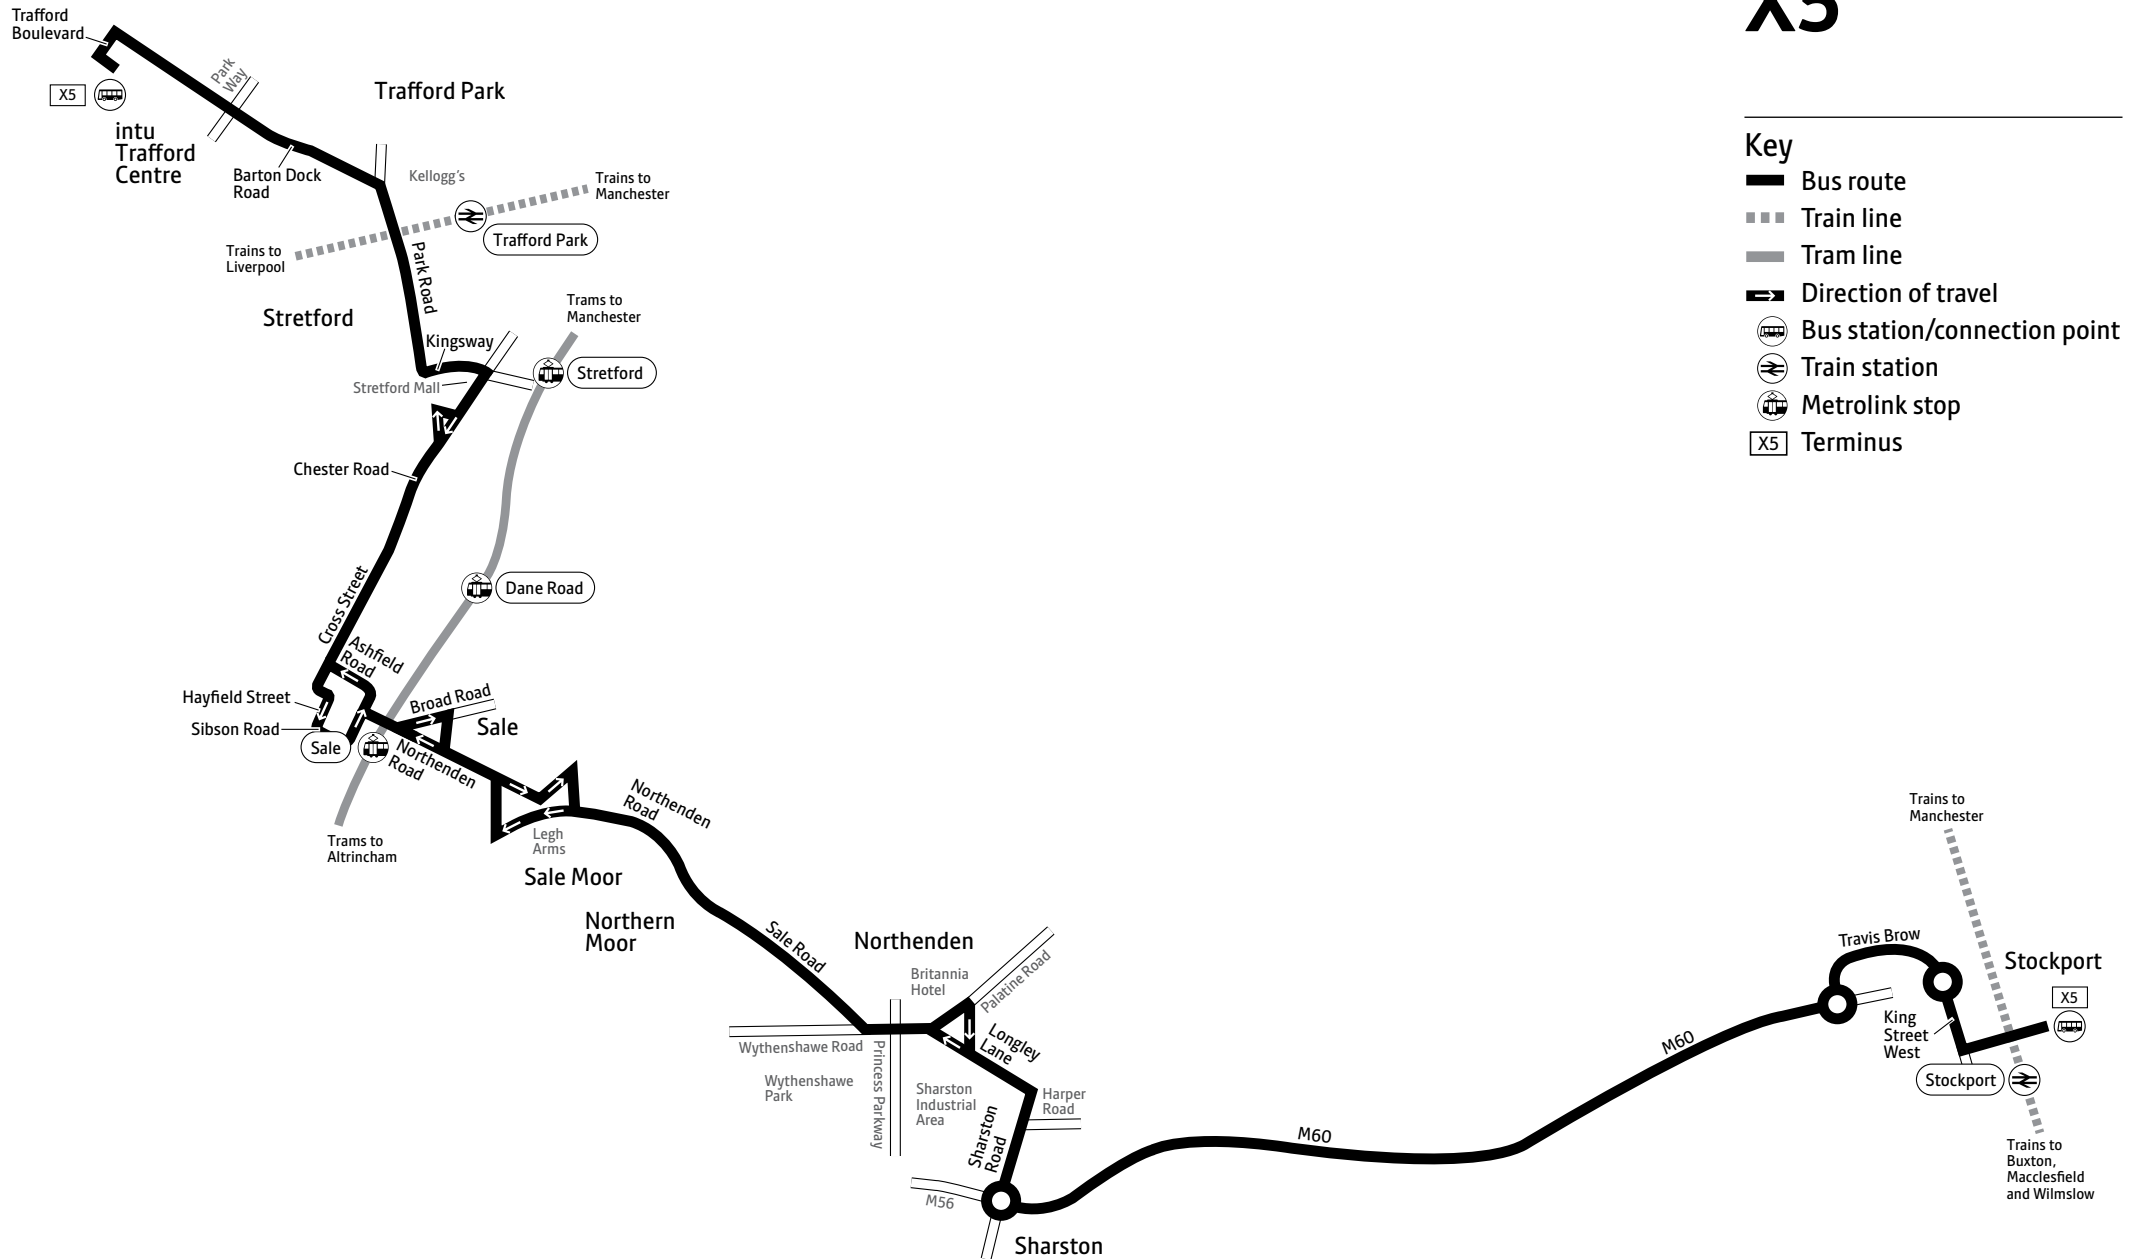 X5
Trafford
Boulevard
X5
intu
Trafford
Centre
Park
Way
Trafford Park
Barton Dock
Road
Kellogg's
Trains to
Manchester
Trafford Park
Trains to
Liverpool
Park Road
Stretford
Trams to
Manchester
Kingsway
Stretford
Stretford Mall
Chester Road
Dane Road
Cross Street
Ashfield
Road
Hayfield Street
Sibson Road
Sale
Broad Road
Sale
Northenden
Road
Trams to
Altrincham
Legh
Arms
Northenden
Road
Sale Moor
Northern
Moor
Sale Road
Northenden
Britannia
Hotel
Palatine Road
Longley
Lane
Wythenshawe Road
Wythenshawe
Park
Princess Parkway
Sharston
Industrial
Area
Harper
Road
Sharston
Road
M56
Sharston
M60
M60
Travis Brow
King
Street
West
Trains to
Manchester
Stockport
X5
Stockport
Trains to
Buxton,
Macclesfield
and Wilmslow
Key
Bus route
Train line
Tram line
Direction of travel
Bus station/connection point
Train station
Metrolink stop
X5 Terminus